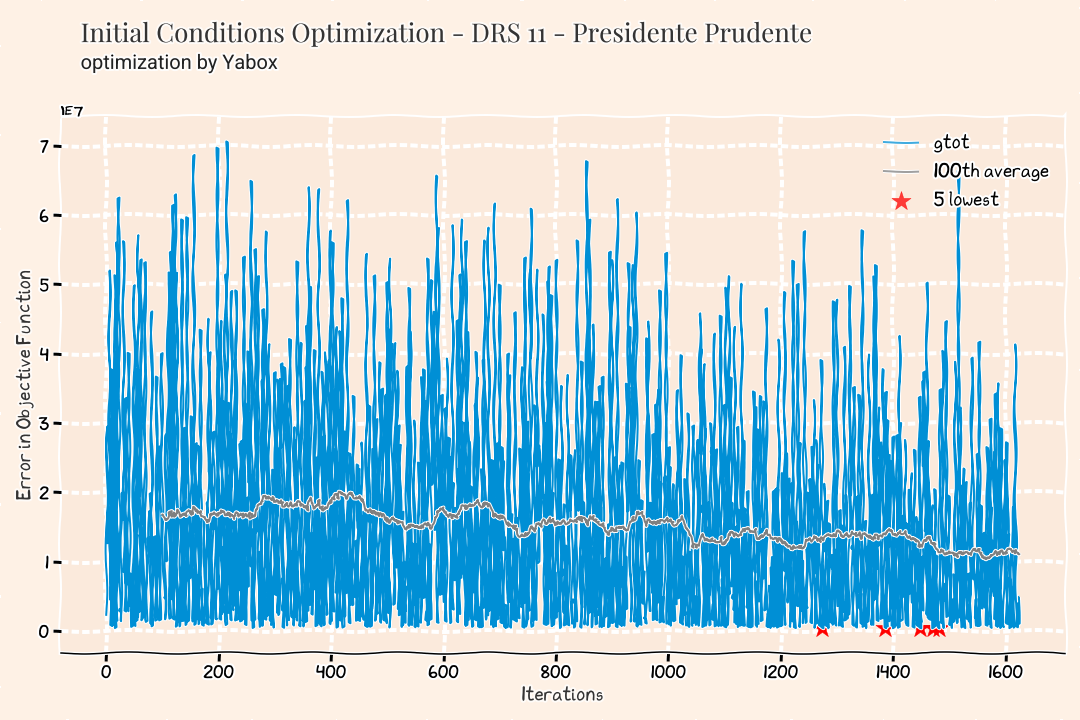 Initial Conditions Optimization - DRS 11 - Presidente Prudente
optimization by Yabox
1E7
gtot
100th average
5 lowest
7
6
5
4
3
2
1
0
Error in Objective Function
0 200 400 600 800 1000 1200 1400 1600
Iterations